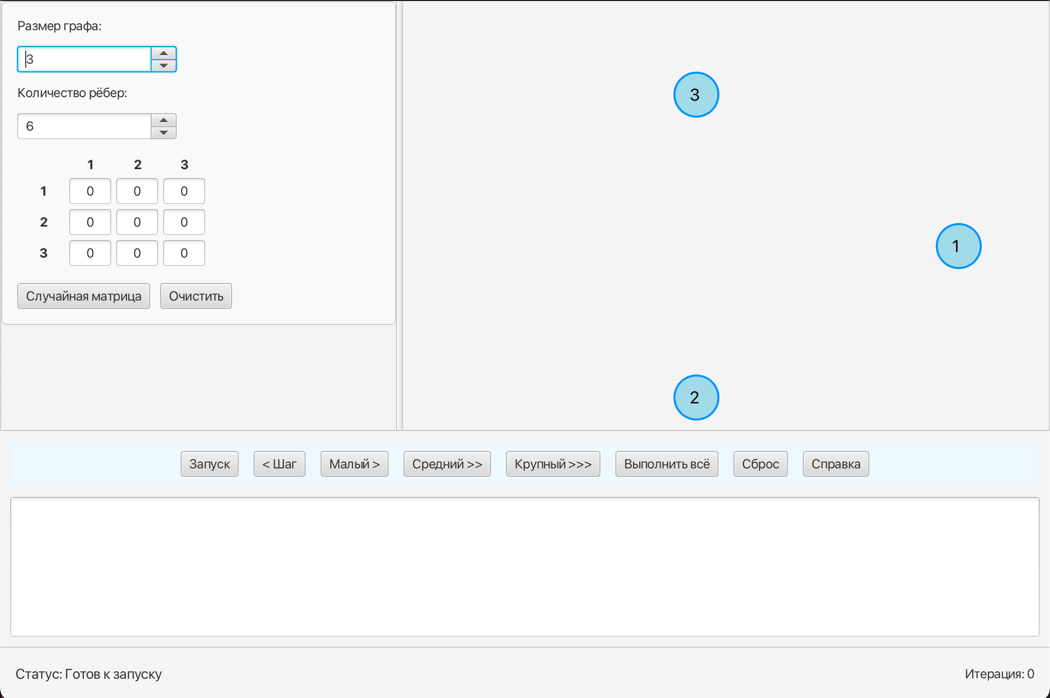 Размер графа:
3
Количество рёбер:
6
1 2 3
1 0 0 0
2 0 0 0
3 0 0 0
Случайная матрица Очистить
3
1
2
Запуск < Шаг Малый > Средний >> Крупный >>> Выполнить всё Сброс Справка
Статус: Готов к запуску Итерация: 0